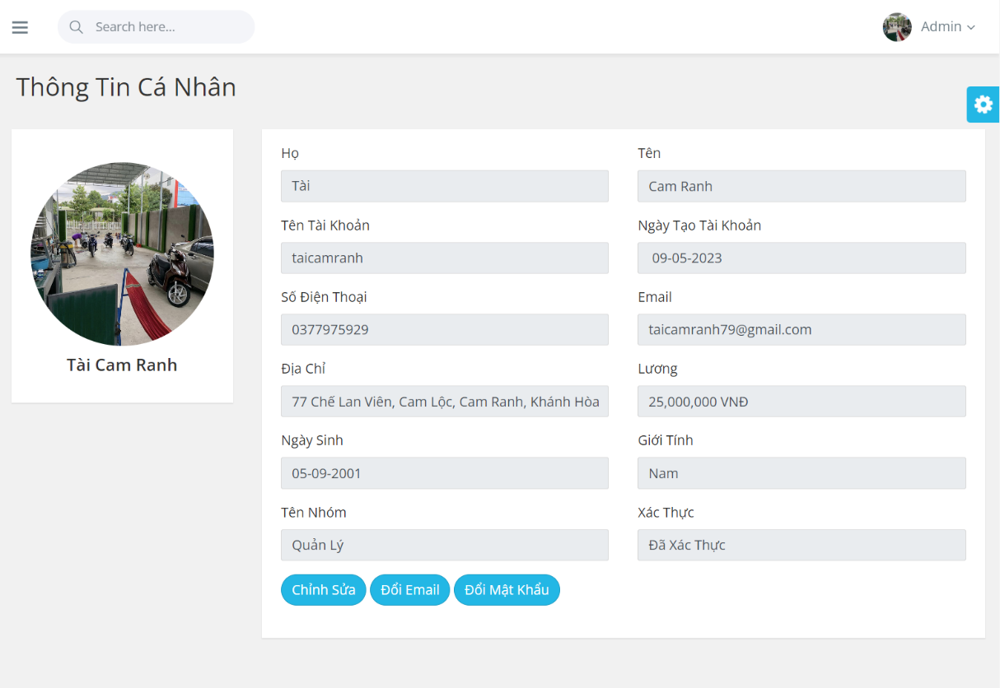 Search here...
Admin
Thông Tin Cá Nhân
Tài Cam Ranh
Họ
Tên
Tài
Cam Ranh
Tên Tài Khoản
Ngày Tạo Tài Khoản
taicamranh
09-05-2023
Số Điện Thoại
Email
0377975929
taicamranh79@gmail.com
Địa Chỉ
Lương
77 Chế Lan Viên, Cam Lộc, Cam Ranh, Khánh Hòa
25,000,000 VNĐ
Ngày Sinh
Giới Tính
05-09-2001
Nam
Tên Nhóm
Xác Thực
Quản Lý
Đã Xác Thực
Chỉnh Sửa
Đổi Email
Đổi Mật Khẩu